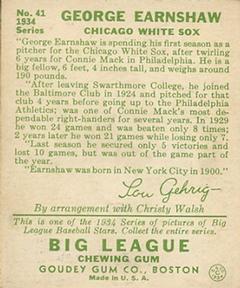 No. 41
1934
Series
GEORGE EARNSHAW
CHICAGO WHITE SOX
"George Earnshaw is spending his first season as a
pitcher for the Chicago White Sox, after twirling
6 years for Connie Mack in Philadelphia. He is a
big fellow, 6 feet, 4 inches tall, and weighs around
190 pounds.
"After leaving Swarthmore College, he joined
the Baltimore Club in 1924 and pitched for that
club 4 years before going up to the Philadelphia
Athletics; was one of Connie Mack's most de-
pendable right-handers for several years. In 1929
he won 24 games and was beaten only 8 times;
2 years later he won 21 games while losing only 7.
"Last season he secured only 5 victories and
lost 10 games, but was out of the game part of the
year.
"Earnshaw was born in New York City in 1900."
Lou Gehrig—
By arrangement with Christy Walsh
This is one of the 1934 Series of pictures of Big
League Baseball Stars. Collect the entire series.
BIG LEAGUE
CHEWING GUM
GOUDEY GUM CO., BOSTON
Made in U. S. A.